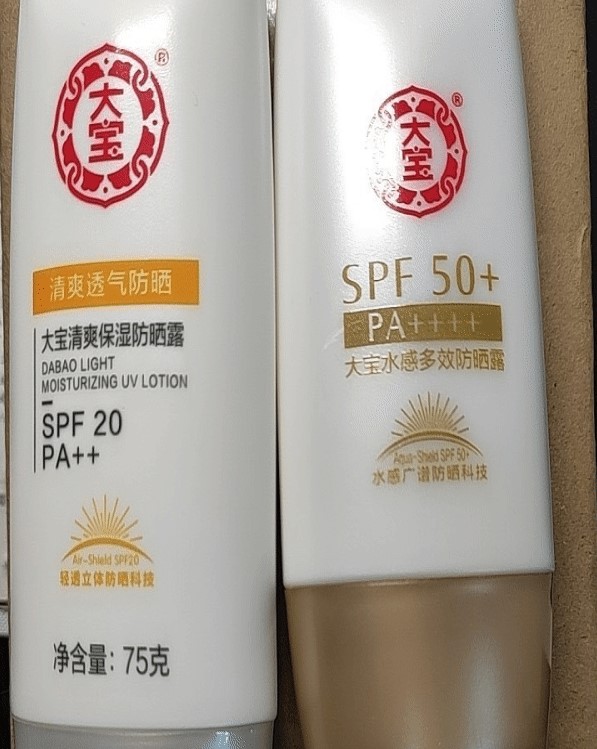 大宝
®
清爽透气防晒
大宝清爽保湿防晒露
DABAO LIGHT
MOISTURIZING UV LOTION
SPF 20
PA++
Air-Shield SPF20
轻透立体防晒科技
净含量：75克
大宝
®
SPF 50+
PA++++
大宝水感多效防晒露
Aqua-Shield SPF 50+
水感广谱防晒科技